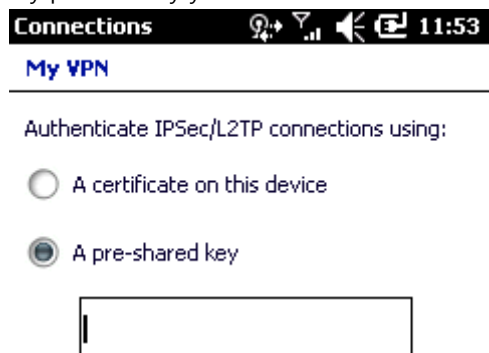 Connections 11:53
My VPN
Authenticate IPSec/L2TP connections using:
A certificate on this device
A pre-shared key